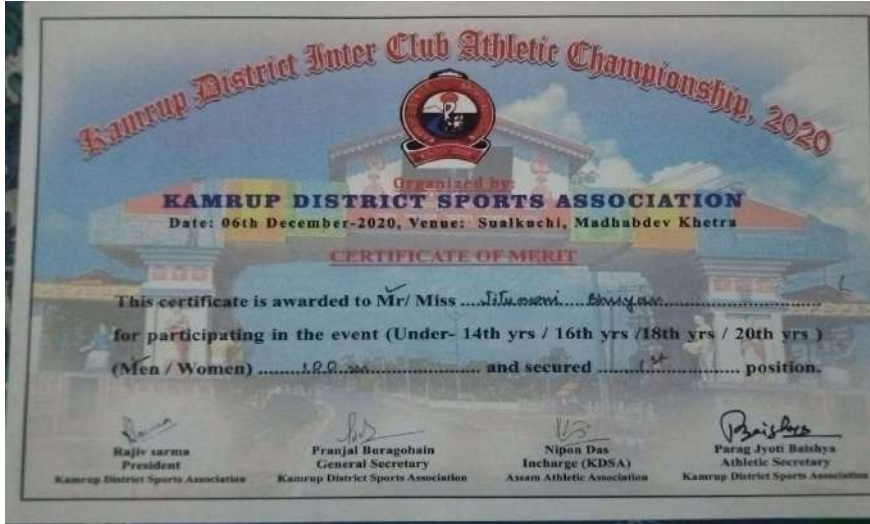 Kamrup District Inter Club Athletic Championship, 2020
Organized by:
KAMRUP DISTRICT SPORTS ASSOCIATION
Date: 06th December-2020, Venue: Sualkuchi, Madhabdev Khetra
CERTIFICATE OF MERIT
This certificate is awarded to Mr/ Miss ....Jitumoni....Bhuyan....................
for participating in the event (Under- 14th yrs / 16th yrs /18th yrs / 20th yrs )
(Men / Women) .........100 m...................... and secured .......1st............. position.
Rajiv sarma
President
Kamrup District Sports Association
Pranjal Buragohain
General Secretary
Kamrup District Sports Association
Nipon Das
Incharge (KDSA)
Assam Athletic Association
Baishya
Parag Jyoti Baishya
Athletic Secretary
Kamrup District Sports Association